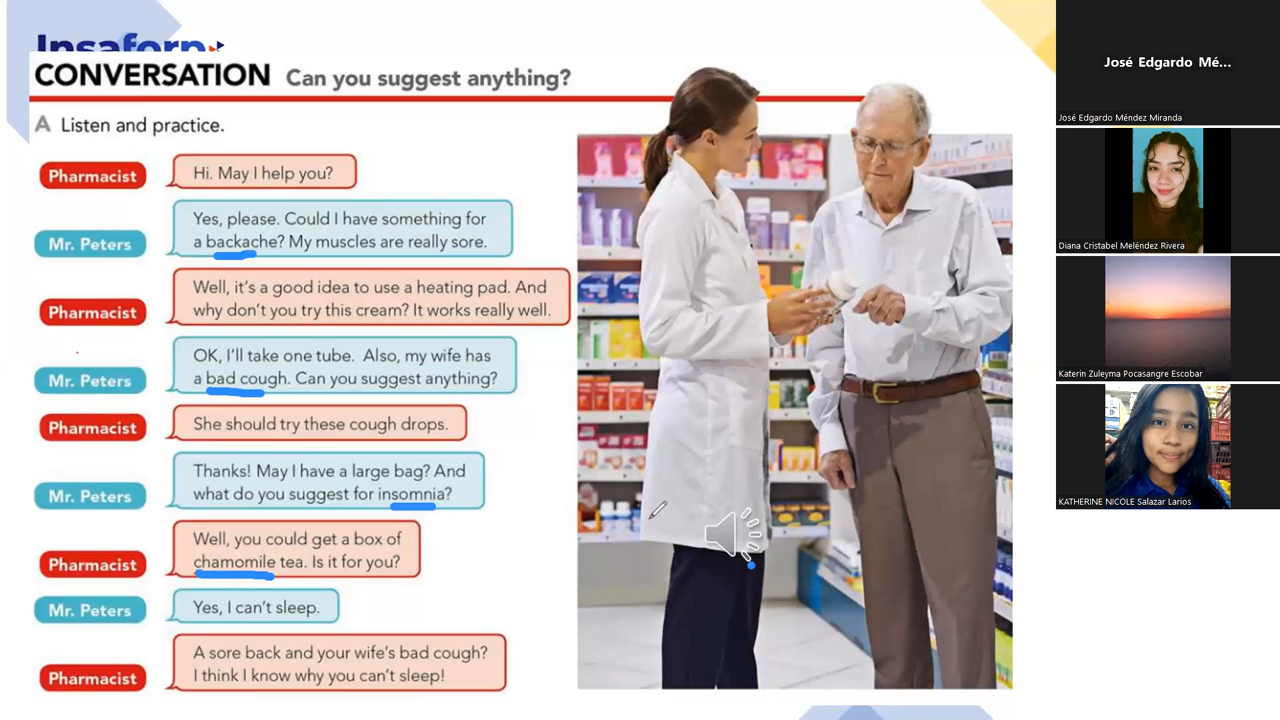 Insaforp
CONVERSATION Can you suggest anything?
A Listen and practice.
Pharmacist
Hi. May I help you?
Mr. Peters
Yes, please. Could I have something for
a backache? My muscles are really sore.
Pharmacist
Well, it's a good idea to use a heating pad. And
why don't you try this cream? It works really well.
Mr. Peters
OK, I'll take one tube. Also, my wife has
a bad cough. Can you suggest anything?
Pharmacist
She should try these cough drops.
Mr. Peters
Thanks! May I have a large bag? And
what do you suggest for insomnia?
Pharmacist
Well, you could get a box of
chamomile tea. Is it for you?
Mr. Peters
Yes, I can't sleep.
Pharmacist
A sore back and your wife's bad cough?
I think I know why you can't sleep!
José Edgardo Mé...
José Edgardo Méndez Miranda
Diana Cristabel Meléndez Rivera
Katerin Zuleyma Pocasangre Escobar
KATHERINE NICOLE Salazar Larios